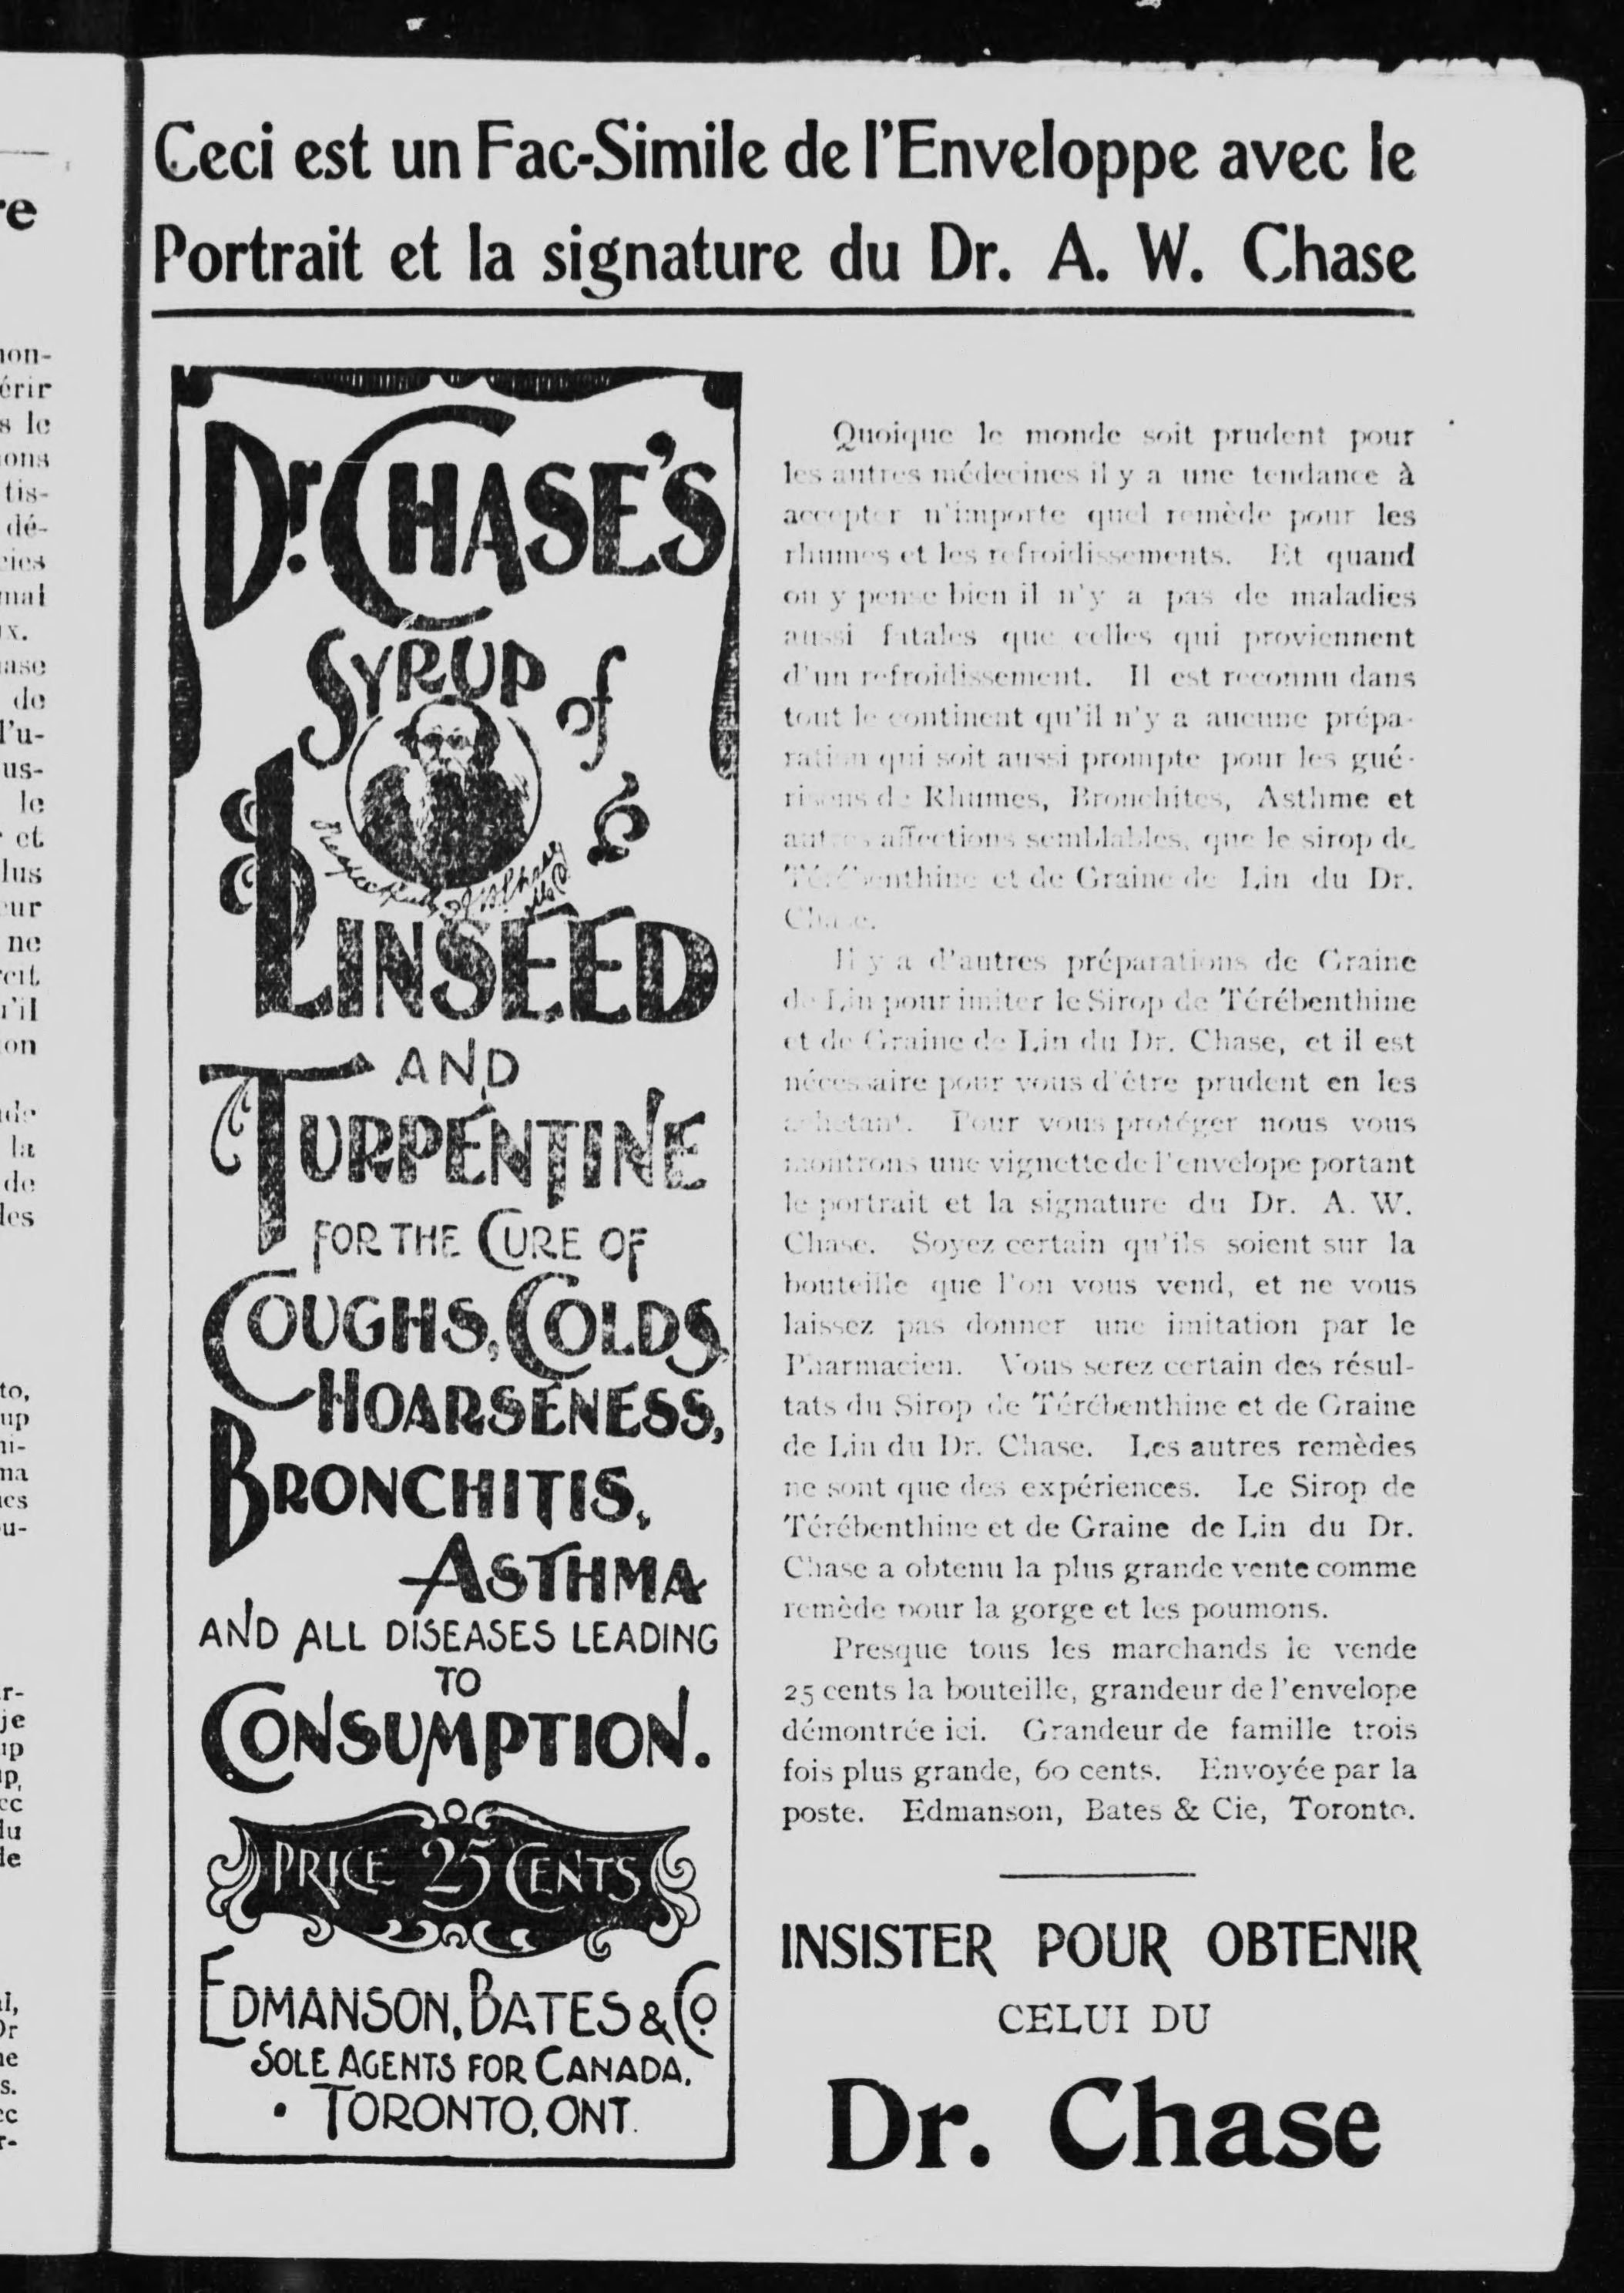 Ceci est un Fac-Simile de l'Enveloppe avec le
Portrait et la signature du Dr. A. W. Chase
DR. CHASE'S
SYRUP of
Respectfully A W Chase M D
LINSEED
AND
TURPENTINE
FOR THE CURE OF
COUGHS, COLDS,
HOARSENESS,
BRONCHITIS,
ASTHMA
AND ALL DISEASES LEADING
TO
CONSUMPTION.
PRICE 25 CENTS
EDMANSON, BATES & CO.
SOLE AGENTS FOR CANADA.
• TORONTO, ONT.
Quoique le monde soit prudent pour
les autres médecines il y a une tendance à
accepter n'importe quel remède pour les
rhumes et les refroidissements. Et quand
on y pense bien il n'y a pas de maladies
aussi fatales que celles qui proviennent
d'un refroidissement. Il est reconnu dans
tout le continent qu'il n'y a aucune prépa-
ration qui soit aussi prompte pour les gué-
risons de Rhumes, Bronchites, Asthme et
autres affections semblables, que le sirop de
Térébenthine et de Graine de Lin du Dr.
Chase.
Il y a d'autres préparations de Graine
de Lin pour imiter le Sirop de Térébenthine
et de Graine de Lin du Dr. Chase, et il est
nécessaire pour vous d'être prudent en les
achetant. Pour vous protéger nous vous
montrons une vignette de l'envelope portant
le portrait et la signature du Dr. A. W.
Chase. Soyez certain qu'ils soient sur la
bouteille que l'on vous vend, et ne vous
laissez pas donner une imitation par le
Pharmacien. Vous serez certain des résul-
tats du Sirop de Térébenthine et de Graine
de Lin du Dr. Chase. Les autres remèdes
ne sont que des expériences. Le Sirop de
Térébenthine et de Graine de Lin du Dr.
Chase a obtenu la plus grande vente comme
remède pour la gorge et les poumons.
Presque tous les marchands le vende
25 cents la bouteille, grandeur de l'envelope
démontrée ici. Grandeur de famille trois
fois plus grande, 60 cents. Envoyée par la
poste. Edmanson, Bates & Cie, Toronto.
INSISTER POUR OBTENIR
CELUI DU
Dr. Chase